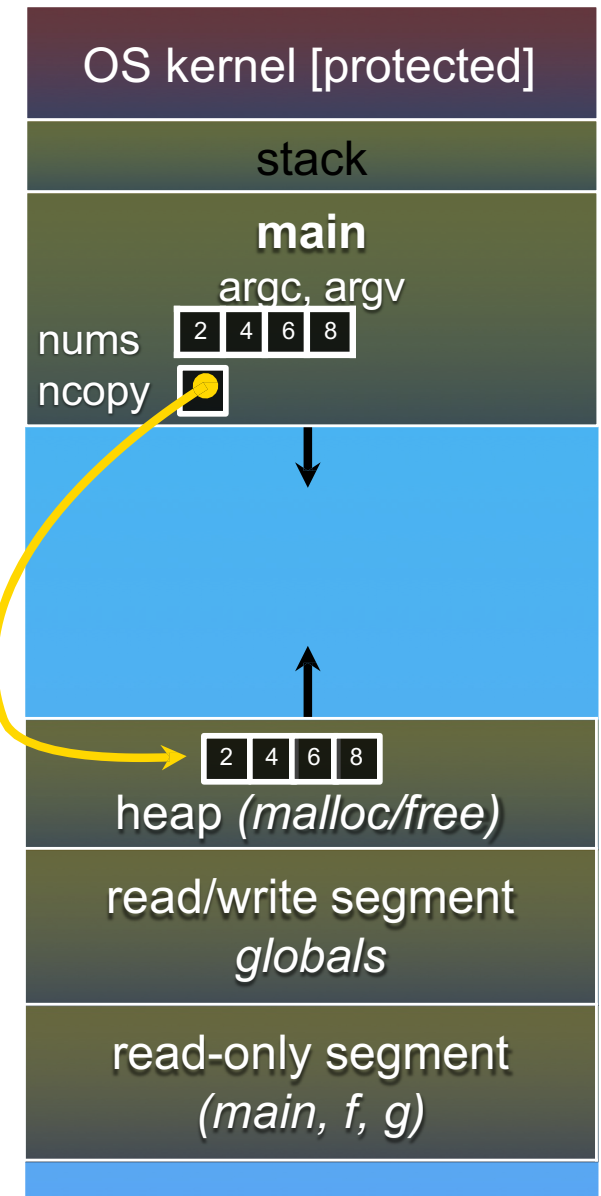 OS kernel [protected]
stack
main
argc, argv
nums 2 4 6 8
ncopy
2 4 6 8
heap (malloc/free)
read/write segment
globals
read-only segment
(main, f, g)